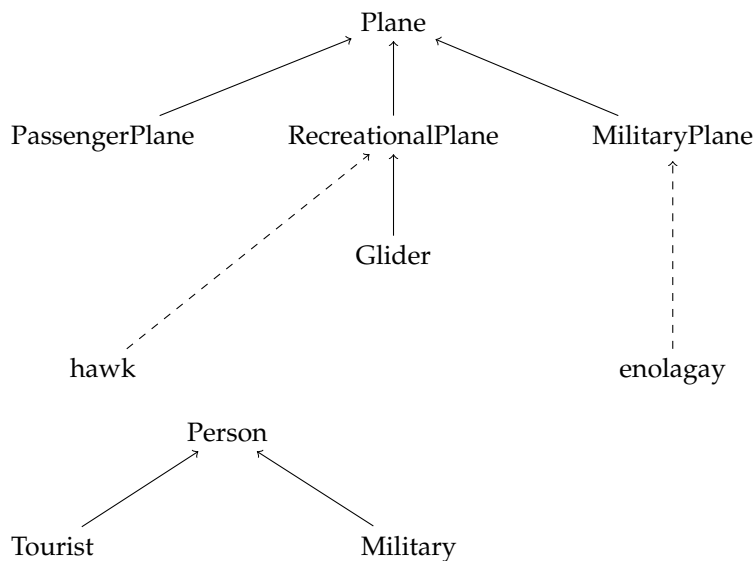 Plane
PassengerPlane RecreationalPlane MilitaryPlane
Glider
hawk enolagay
Person
Tourist Military